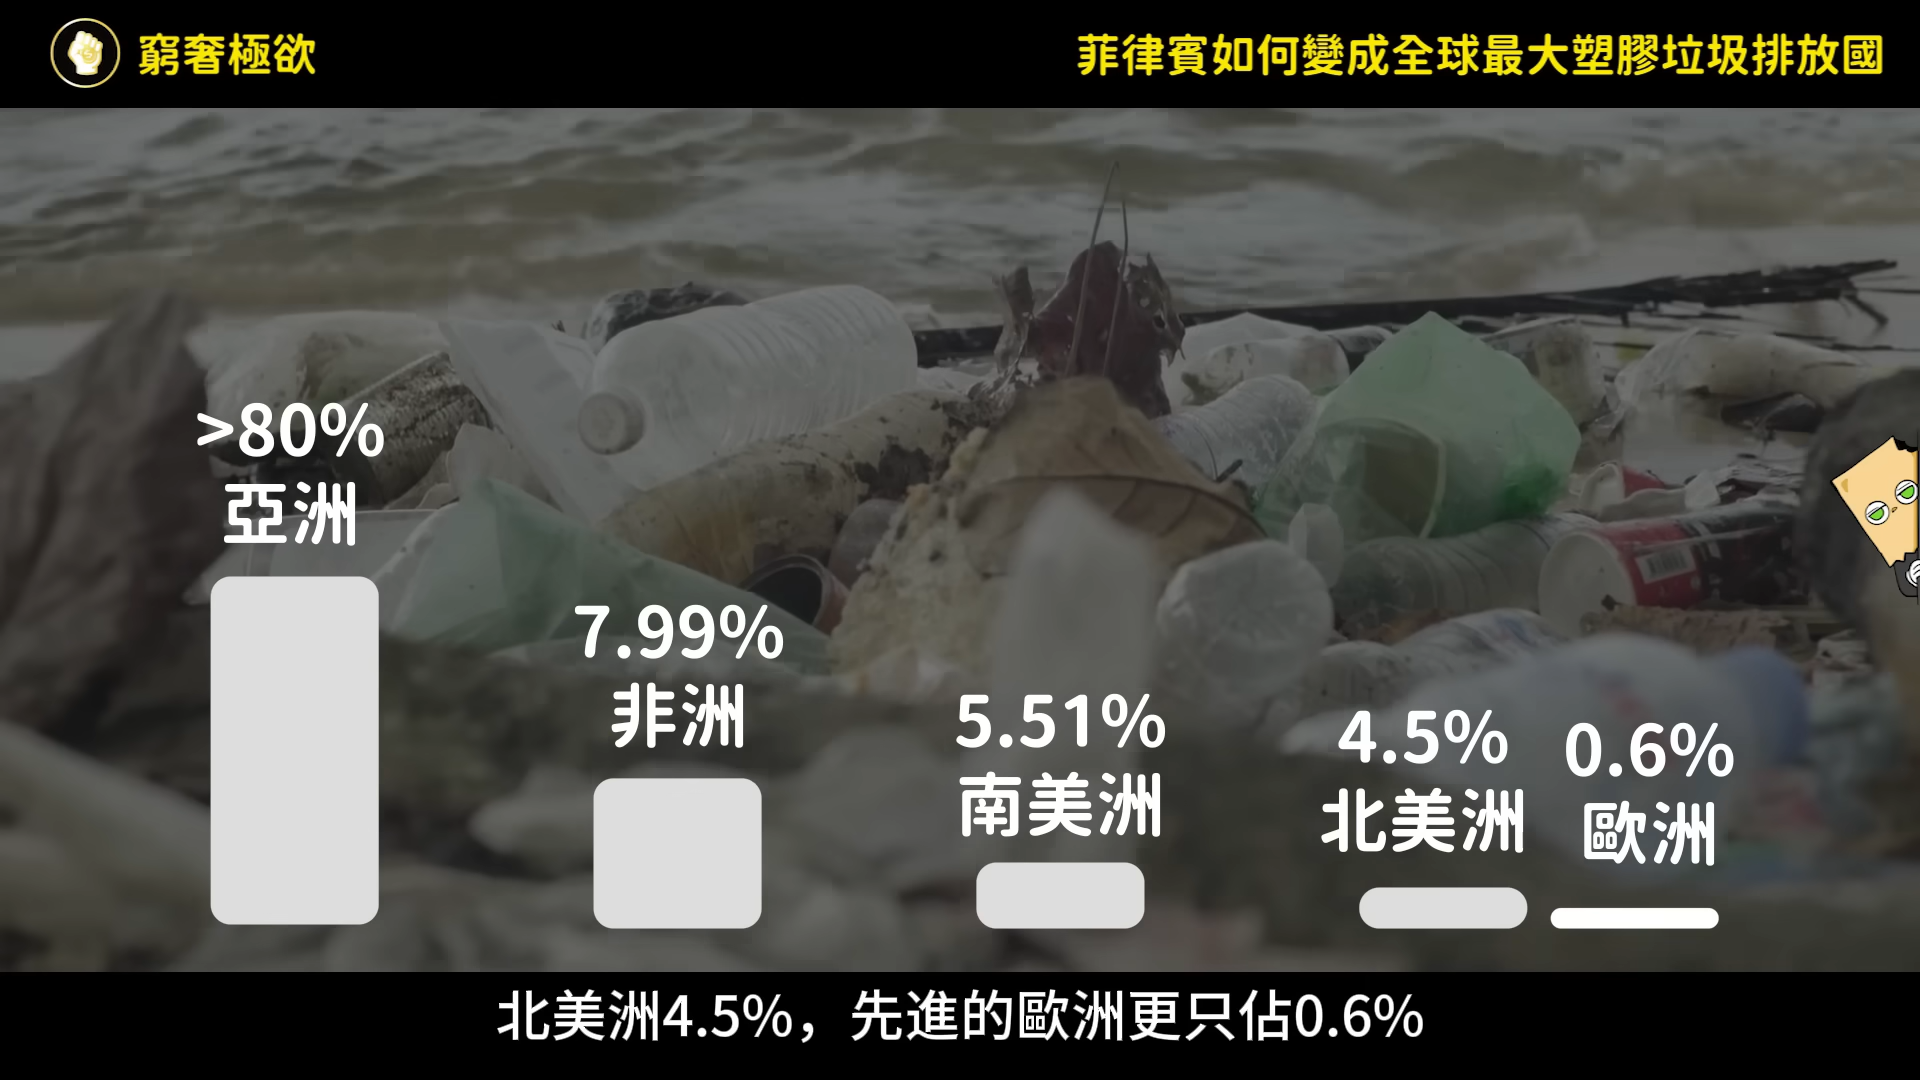 窮奢極欲
菲律賓如何變成全球最大塑膠垃圾排放國
>80%
亞洲
7.99%
非洲
5.51%
南美洲
4.5%
北美洲
0.6%
歐洲
北美洲4.5%，先進的歐洲更只佔0.6%